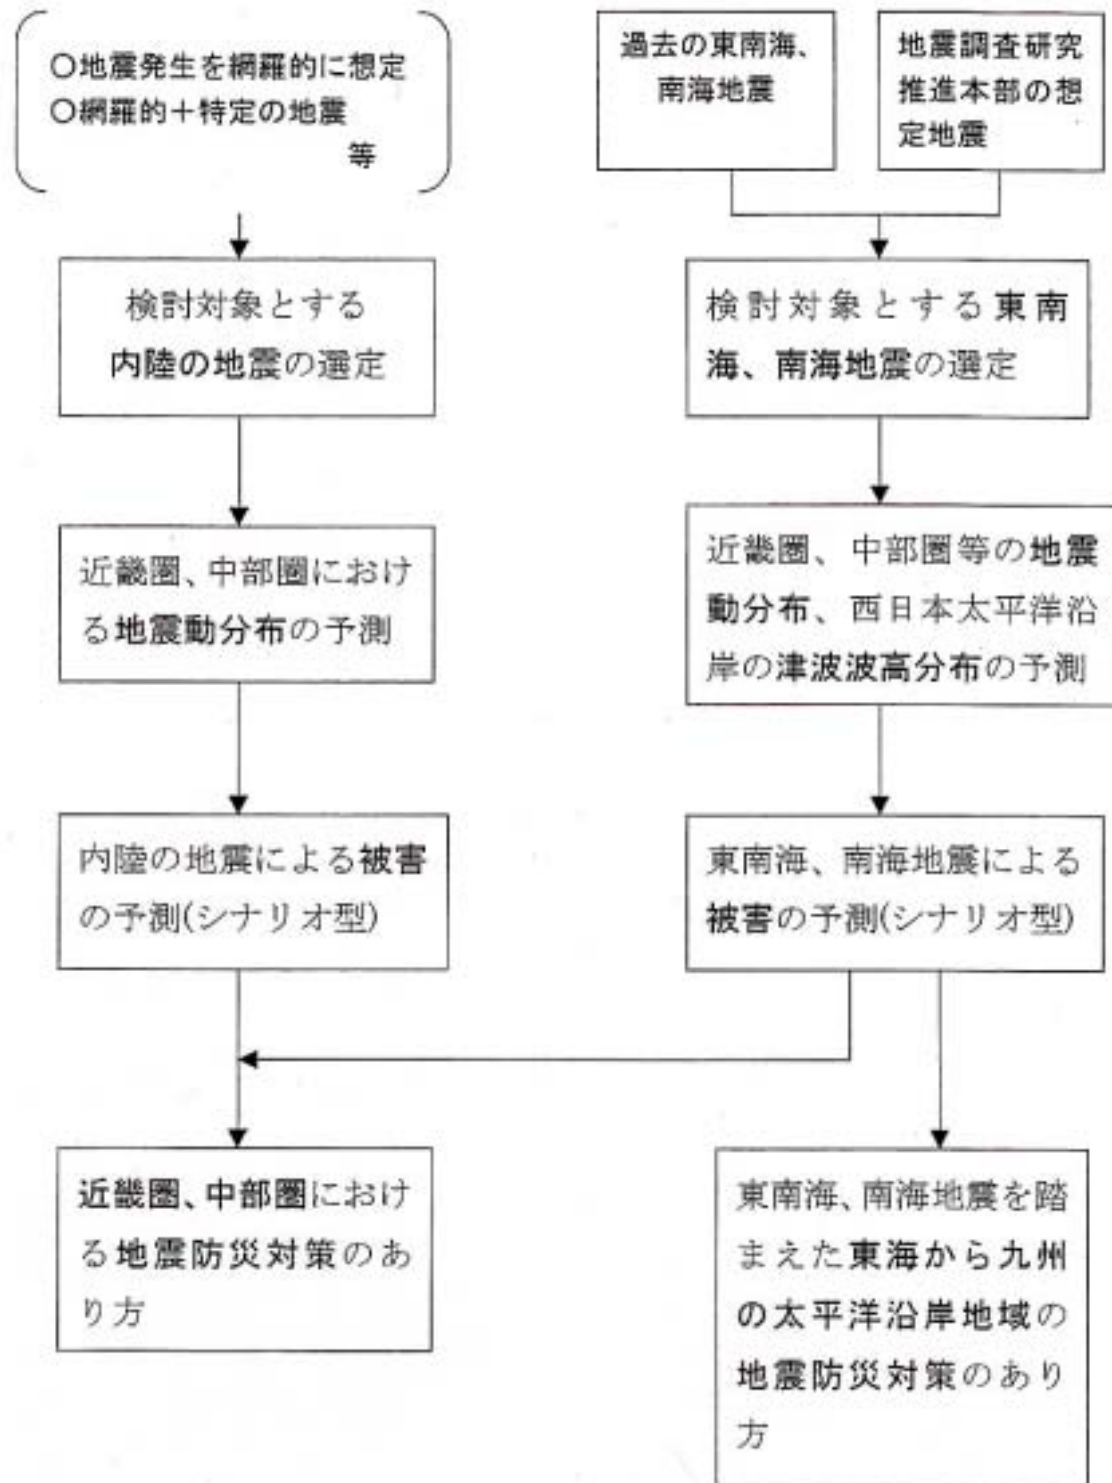 〇地震発生を網羅的に想定
〇網羅的＋特定の地震
等
過去の東南海、
南海地震
地震調査研究
推進本部の想
定地震
検討対象とする
内陸の地震の選定
検討対象とする東南
海、南海地震の選定
近畿圏、中部圏におけ
る地震動分布の予測
近畿圏、中部圏等の地震
動分布、西日本太平洋沿
岸の津波波高分布の予測
内陸の地震による被害
の予測(シナリオ型)
東南海、南海地震による
被害の予測(シナリオ型)
近畿圏、中部圏におけ
る地震防災対策のあ
り方
東南海、南海地震を踏
まえた東海から九州
の太平洋沿岸地域の
地震防災対策のあり
方